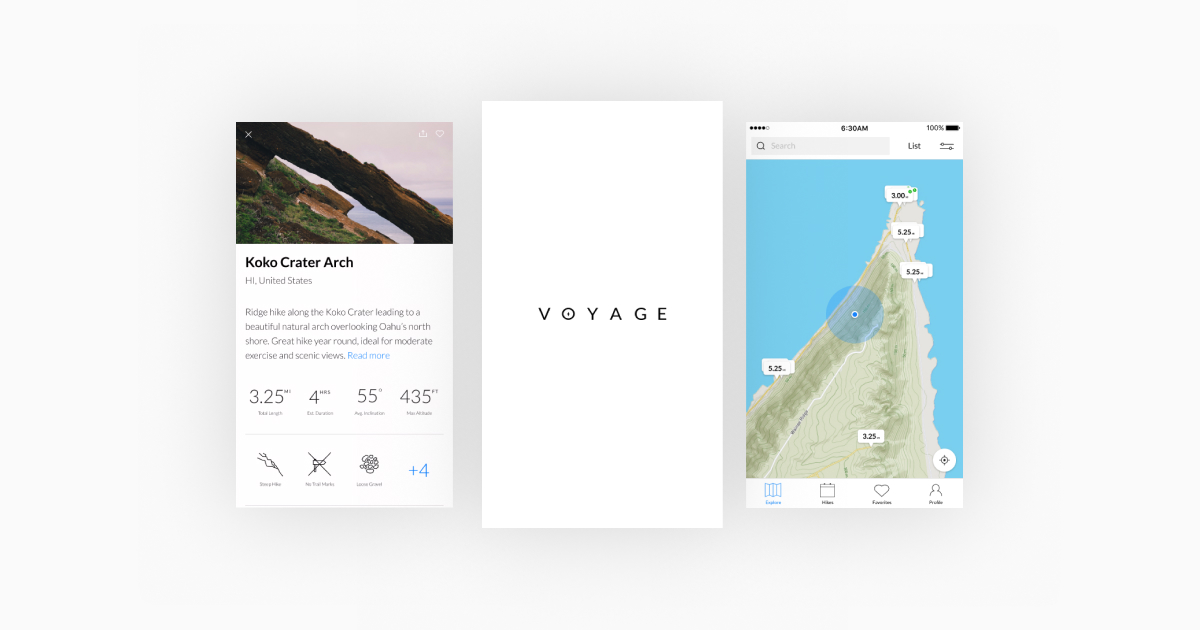 Koko Crater Arch
HI, United States
Ridge hike along the Koko Crater leading to a
beautiful natural arch overlooking Oahu's north
shore. Great hike year round, ideal for moderate
exercise and scenic views. Read more
3.25 MI 4 HRS 55° 435 FT
Total Length Est. Duration Avg. Inclination Max Altitude
+4
Steep Hike No Trail Marks Loose Gravel
VOYAGE
6:30AM 100%
Search List
3.00
5.25
5.25
5.25
3.25
Explore Hikes Favorites Profile